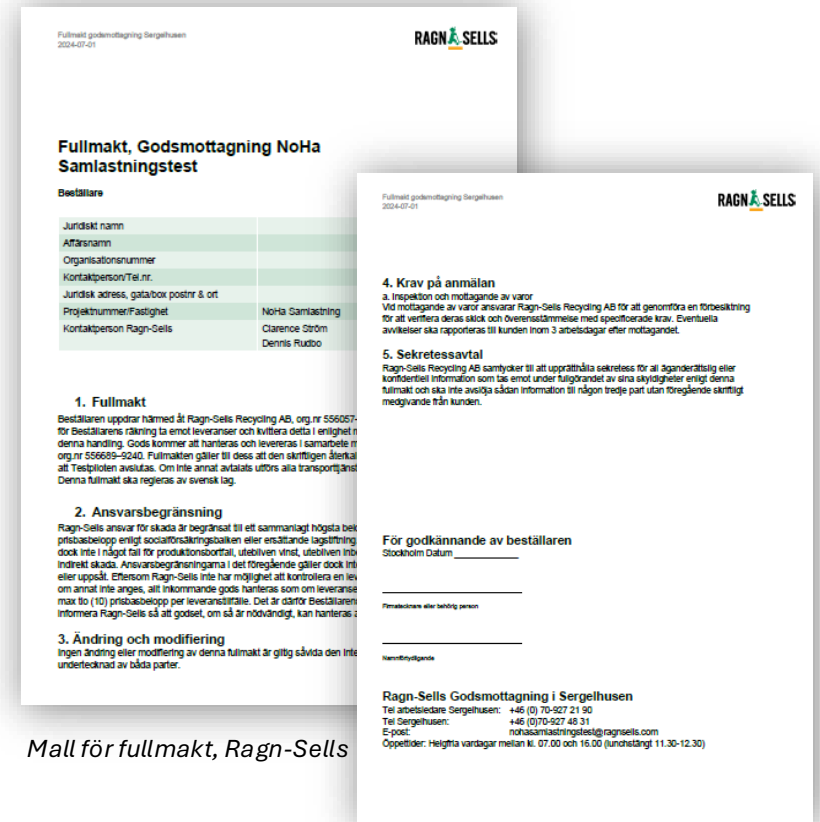 Fullmakt godsmottagning Sergelhusen
2024-07-01
RAGN SELLS
Fullmakt, Godsmottagning NoHa
Samlastningstest
Beställare
Juridiskt namn
Affärsnamn
Organisationsnummer
Kontaktperson/Tel.nr.
Juridisk adress, gata/box postnr & ort
Projektnummer/Fastighet NoHa Samlastning
Kontaktperson Ragn-Sells Clarence Ström
Dennis Rudbo
1. Fullmakt
Beställaren uppdrar härmed åt Ragn-Sells Recycling AB, org.nr 556057-
för Beställarens räkning ta emot leveranser och kvittera detta i enlighet
denna handling. Gods kommer att hanteras och levereras i samarbete
org.nr 556689–9240. Fullmakten gäller till dess att den skriftligen
att Testpiloten avslutas. Om inte annat avtalats utförs alla
Denna fullmakt ska regleras av svensk lag.
2. Ansvarsbegränsning
Ragn-Sells ansvar för skada är begränsat till ett sammanlagt högsta
prisbasbelopp enligt socialförsäkringsbalken eller ersättande lagstiftning.
dock inte i något fall för produktionsbortfall, utebliven vinst, utebliven
indirekt skada. Ansvarsbegränsningarna i det föregående gäller dock
eller uppsåt. Eftersom Ragn-Sells inte har möjlighet att kontrollera en
om annat inte anges, allt inkommande gods hanteras som om
max tio (10) prisbasbelopp per leveranstillfälle. Det är därför
informera Ragn-Sells så att godset, om så är nödvändigt, kan hanteras
3. Ändring och modifiering
Ingen ändring eller modifiering av denna fullmakt är giltig såvida den
undertecknad av båda parter.
Mall för fullmakt, Ragn-Sells
Fullmakt godsmottagning Sergelhusen
2024-07-01
RAGN SELLS
4. Krav på anmälan
a. Inspektion och mottagande av varor
Vid mottagande av varor ansvarar Ragn-Sells Recycling AB för att genomföra en förbesiktning
för att verifiera deras skick och överensstämmelse med specificerade krav. Eventuella
avvikelser ska rapporteras till kunden inom 3 arbetsdagar efter mottagandet.
5. Sekretessavtal
Ragn-Sells Recycling AB samtycker till att upprätthålla sekretess för all äganderättslig eller
konfidentiell information som tas emot under fullgörandet av sina skyldigheter enligt denna
fullmakt och ska inte avslöja sådan information till någon tredje part utan föregående skriftligt
medgivande från kunden.
För godkännande av beställaren
Stockholm Datum ____________
Firmatecknare eller behörig person
Namnförtydligande
Ragn-Sells Godsmottagning i Sergelhusen
Tel arbetsledare Sergelhusen: +46 (0) 70-927 21 90
Tel Sergelhusen: +46 (0)70-927 48 31
E-post: nohasamlastningstest@ragnsells.com
Öppettider: Helgfria vardagar mellan kl. 07.00 och 16.00 (lunchstängt 11.30-12.30)